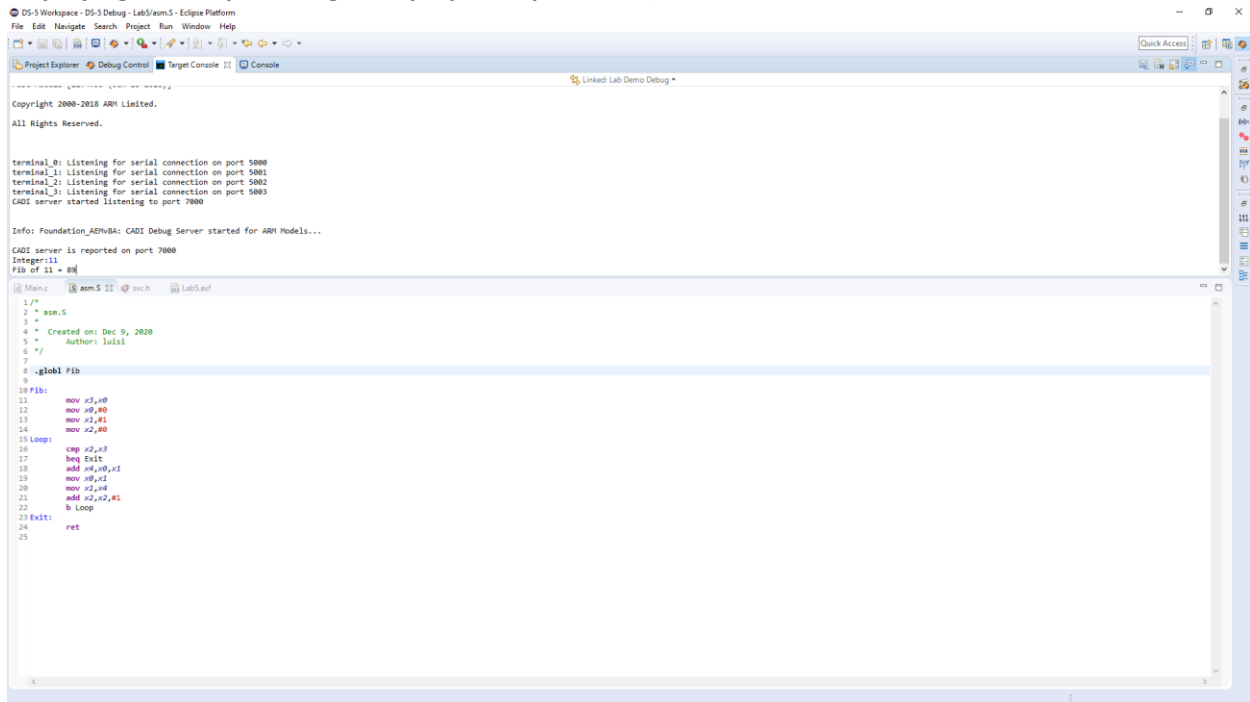 DS-5 Workspace - DS-5 Debug - Lab5/asm.S - Eclipse Platform
File Edit Navigate Search Project Run Window Help
Quick Access
Project Explorer Debug Control Target Console Console
Linked: Lab Demo Debug
Copyright 2000-2018 ARM Limited.
All Rights Reserved.
terminal_0: Listening for serial connection on port 5000
terminal_1: Listening for serial connection on port 5001
terminal_2: Listening for serial connection on port 5002
terminal_3: Listening for serial connection on port 5003
CADI server started listening to port 7000
Info: Foundation_AEMv8A: CADI Debug Server started for ARM Models...
CADI server is reported on port 7000
Integer:11
Fib of 11 = 89
Main.c asm.S svc.h Lab5.axf
1 /*
2 * asm.S
3 *
4 * Created on: Dec 9, 2020
5 * Author: luisi
6 */
7
8 .globl Fib
9
10 Fib:
11 mov x3,x0
12 mov x0,#0
13 mov x1,#1
14 mov x2,#0
15 Loop:
16 cmp x2,x3
17 beq Exit
18 add x4,x0,x1
19 mov x0,x1
20 mov x1,x4
21 add x2,x2,#1
22 b Loop
23 Exit:
24 ret
25